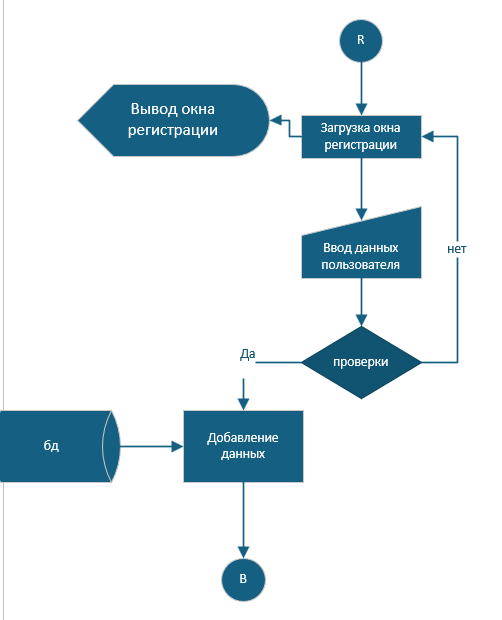 R
Вывод окна
регистрации
Загрузка окна
регистрации
Ввод данных
пользователя
нет
проверки
Да
бд
Добавление
данных
B